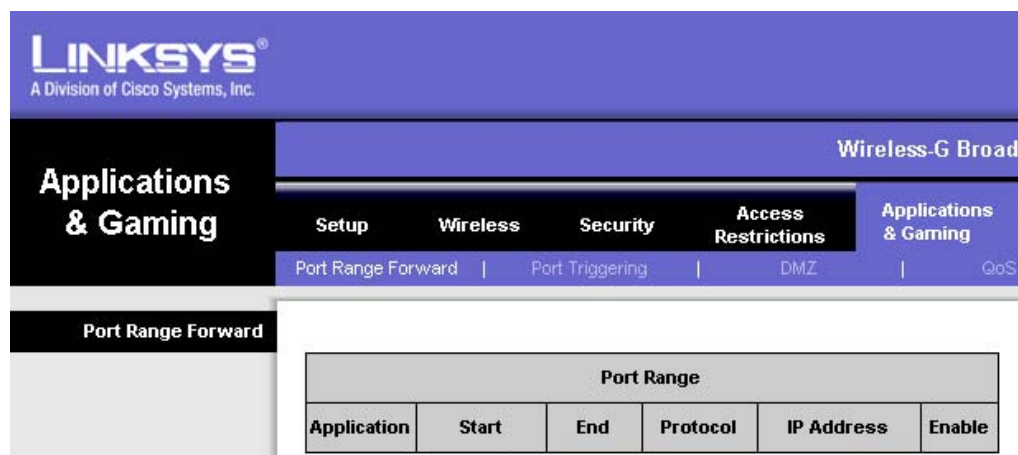 LINKSYS®
A Division of Cisco Systems, Inc.
Wireless-G Broad
Applications
& Gaming
Setup Wireless Security Access Restrictions Applications & Gaming
Port Range Forward | Port Triggering | DMZ | QoS
Port Range Forward
Port Range
Application Start End Protocol IP Address Enable